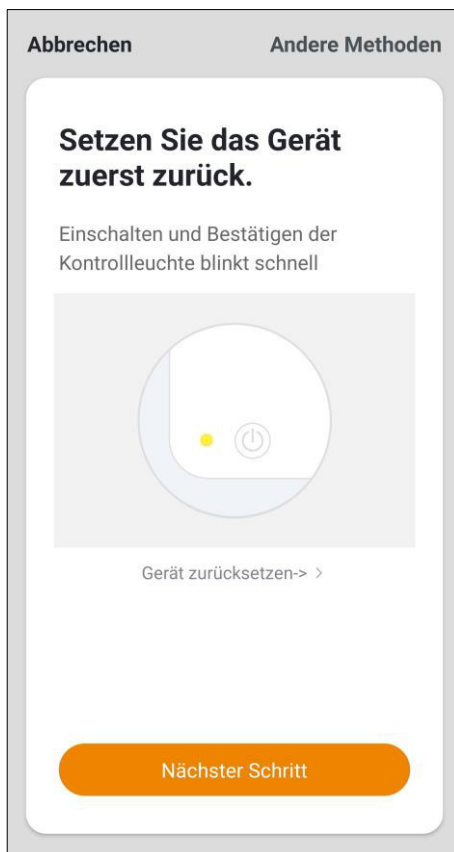 Abbrechen Andere Methoden
Setzen Sie das Gerät
zuerst zurück.
Einschalten und Bestätigen der
Kontrollleuchte blinkt schnell
Gerät zurücksetzen-> >
Nächster Schritt